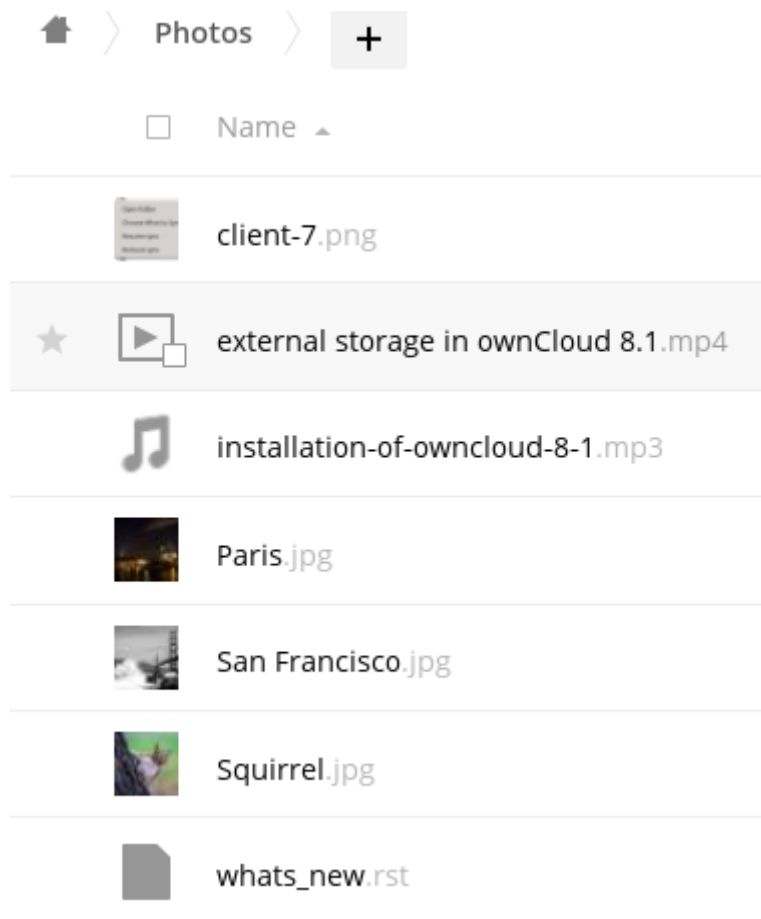 Photos
+
Name
client-7.png
external storage in ownCloud 8.1.mp4
installation-of-owncloud-8-1.mp3
Paris.jpg
San Francisco.jpg
Squirrel.jpg
whats_new.rst